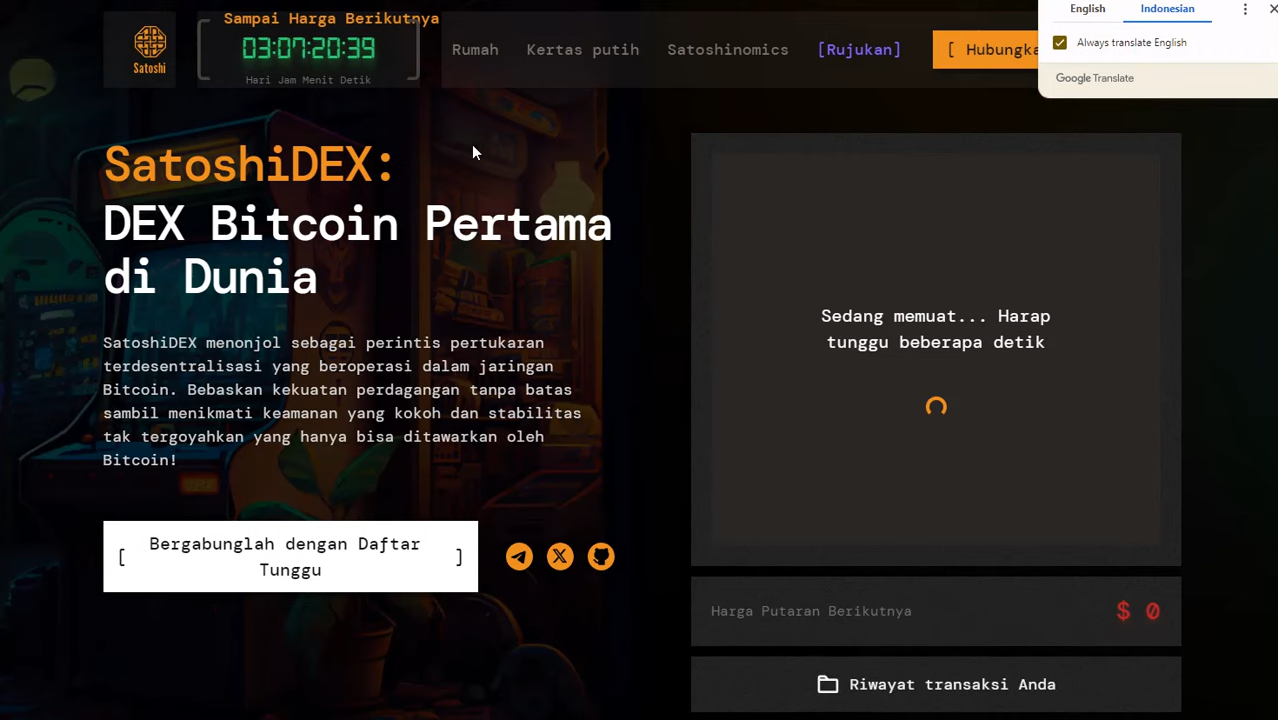 Sampai Harga Berikutnya
03:07:20:39
Hari Jam Menit Detik
Satoshi
Rumah
Kertas putih
Satoshinomics
[Rujukan]
[ Hubungka
English
Indonesian
Always translate English
Google Translate
SatoshiDEX:
DEX Bitcoin Pertama
di Dunia
SatoshiDEX menonjol sebagai perintis pertukaran
terdesentralisasi yang beroperasi dalam jaringan
Bitcoin. Bebaskan kekuatan perdagangan tanpa batas
sambil menikmati keamanan yang kokoh dan stabilitas
tak tergoyahkan yang hanya bisa ditawarkan oleh
Bitcoin!
[ Bergabunglah dengan Daftar
Tunggu ]
Sedang memuat... Harap
tunggu beberapa detik
Harga Putaran Berikutnya
$ 0
Riwayat transaksi Anda